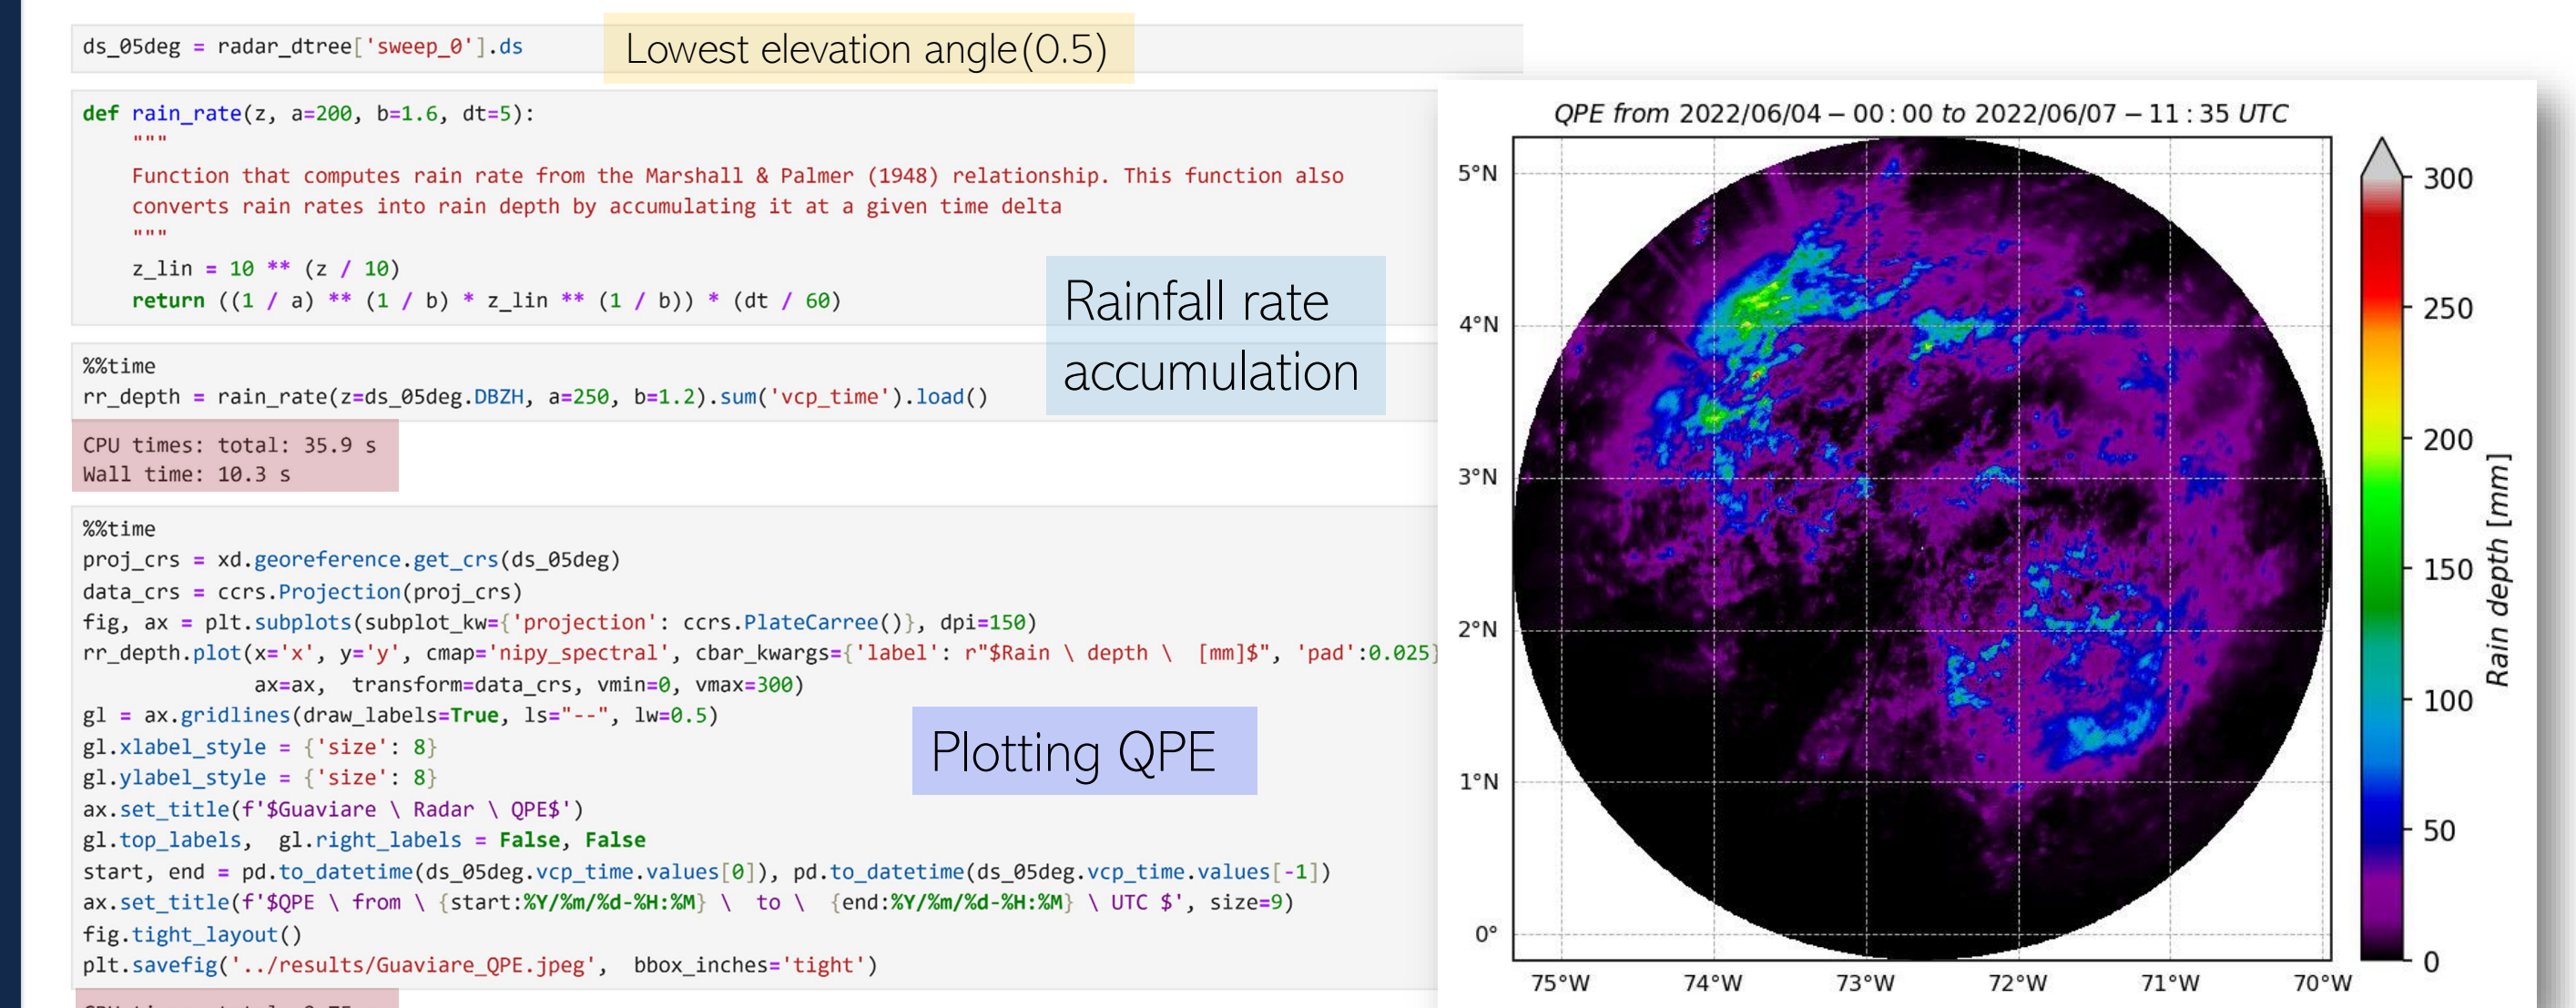 ds_05deg = radar_dtree['sweep_0'].ds
Lowest elevation angle(0.5)
def rain_rate(z, a=200, b=1.6, dt=5):
"""
Function that computes rain rate from the Marshall & Palmer (1948) relationship. This function also
converts rain rates into rain depth by accumulating it at a given time delta
"""
z_lin = 10 ** (z / 10)
return ((1 / a) ** (1 / b) * z_lin ** (1 / b)) * (dt / 60)
Rainfall rate
accumulation
%%time
rr_depth = rain_rate(z=ds_05deg.DBZH, a=250, b=1.2).sum('vcp_time').load()
CPU times: total: 35.9 s
Wall time: 10.3 s
%%time
proj_crs = xd.georeference.get_crs(ds_05deg)
data_crs = ccrs.Projection(proj_crs)
fig, ax = plt.subplots(subplot_kw={'projection': ccrs.PlateCarree()}, dpi=150)
rr_depth.plot(x='x', y='y', cmap='nipy_spectral', cbar_kwargs={'label': r"$Rain \ depth \  [mm]$", 'pad':0.025}
ax=ax,  transform=data_crs, vmin=0, vmax=300)
gl = ax.gridlines(draw_labels=True, ls="--", lw=0.5)
gl.xlabel_style = {'size': 8}
gl.ylabel_style = {'size': 8}
ax.set_title(f'$Guaviare \ Radar \ QPE$')
gl.top_labels,  gl.right_labels = False, False
start, end = pd.to_datetime(ds_05deg.vcp_time.values[0]), pd.to_datetime(ds_05deg.vcp_time.values[-1])
ax.set_title(f'$QPE \ from \ {start:%Y/%m/%d-%H:%M} \  to \  {end:%Y/%m/%d-%H:%M} \ UTC $', size=9)
fig.tight_layout()
plt.savefig('../results/Guaviare_QPE.jpeg',  bbox_inches='tight')
Plotting QPE
QPE from 2022/06/04 − 00 : 00 to 2022/06/07 − 11 : 35 UTC
5°N
4°N
3°N
2°N
1°N
0°
75°W 74°W 73°W 72°W 71°W 70°W
300
250
200
150
100
50
0
Rain depth [mm]